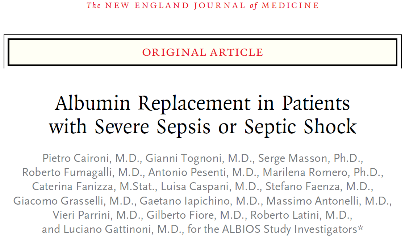 The NEW ENGLAND JOURNAL of MEDICINE
ORIGINAL ARTICLE
Albumin Replacement in Patients
with Severe Sepsis or Septic Shock
Pietro Caironi, M.D., Gianni Tognoni, M.D., Serge Masson, Ph.D.,
Roberto Fumagalli, M.D., Antonio Pesenti, M.D., Marilena Romero, Ph.D.,
Caterina Fanizza, M.Stat., Luisa Caspani, M.D., Stefano Faenza, M.D.,
Giacomo Grasselli, M.D., Gaetano Iapichino, M.D., Massimo Antonelli, M.D.,
Vieri Parrini, M.D., Gilberto Fiore, M.D., Roberto Latini, M.D.,
and Luciano Gattinoni, M.D., for the ALBIOS Study Investigators*